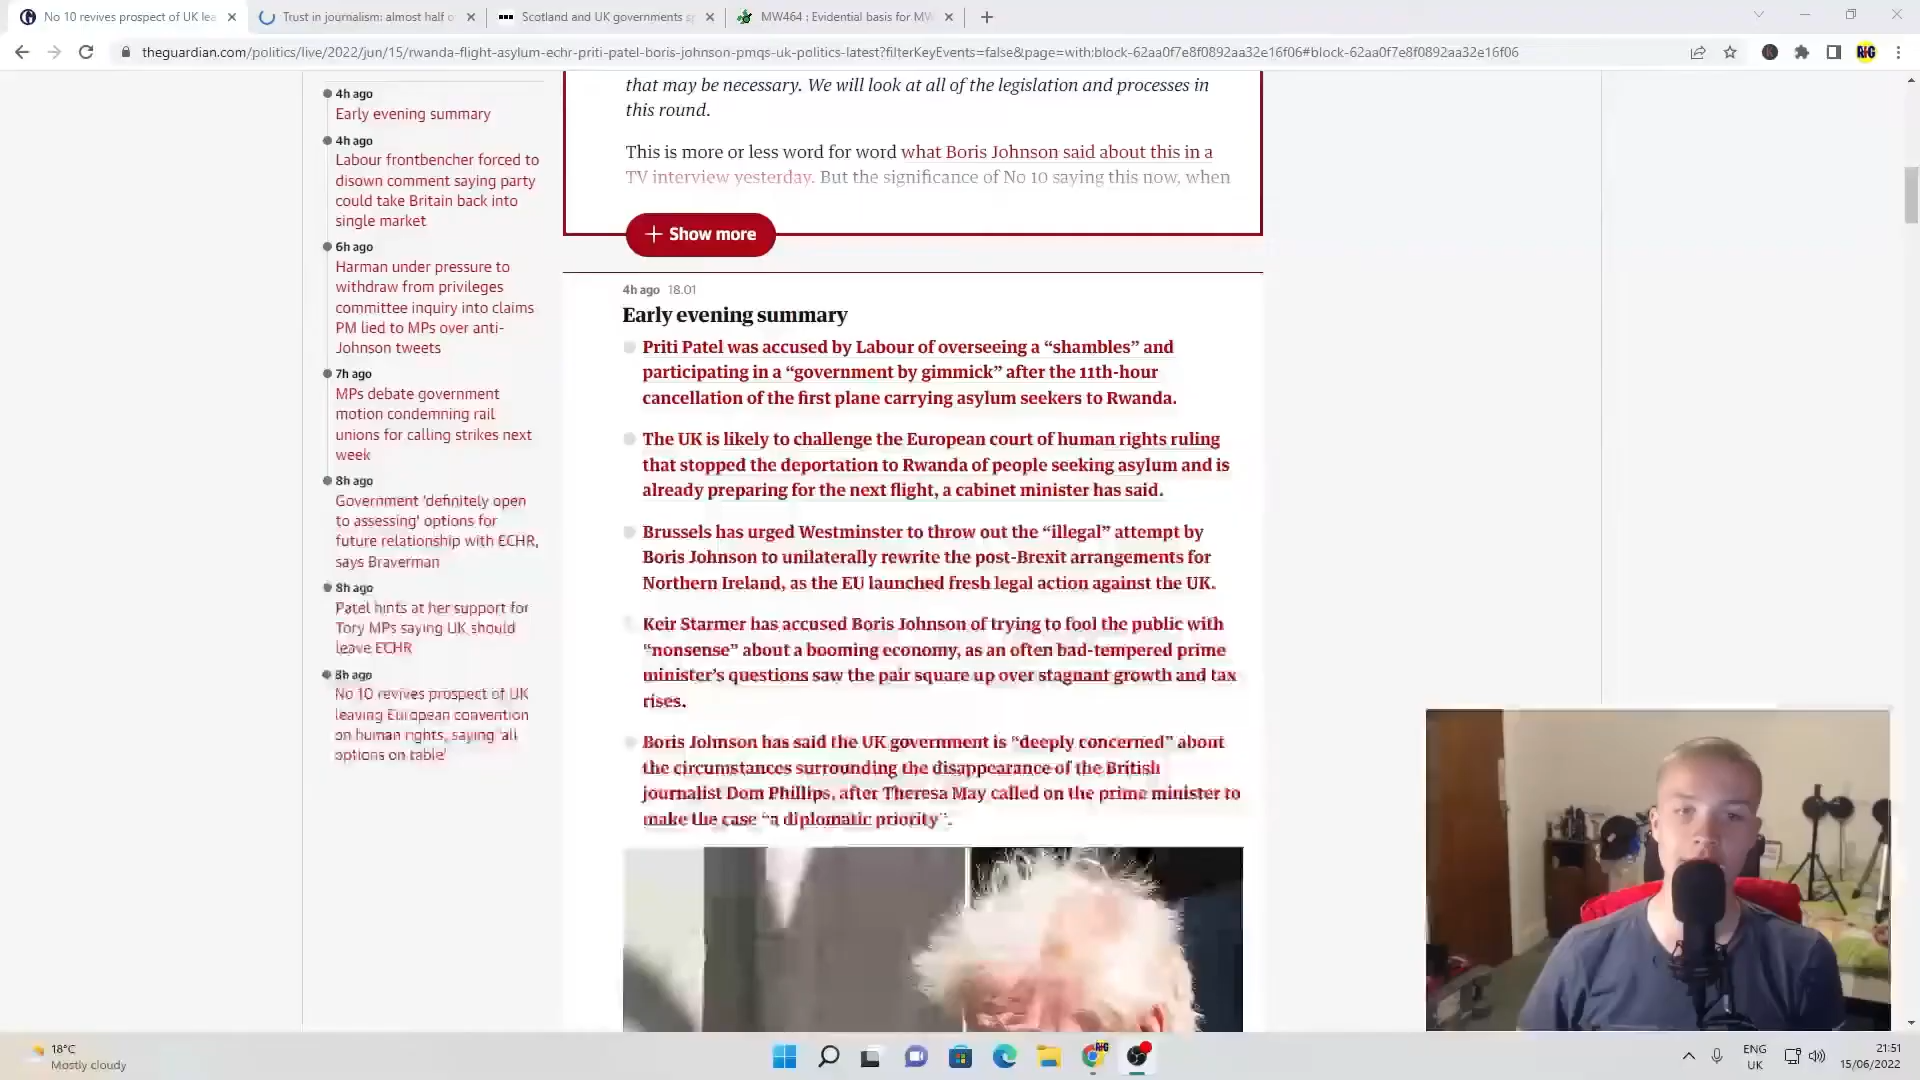 No 10 revives prospect of UK lea
Trust in journalism: almost half o
Scotland and UK governments sp
MW464 : Evidential basis for MW
theguardian.com/politics/live/2022/jun/15/rwanda-flight-asylum-echr-priti-patel-boris-johnson-pmqs-uk-politics-latest?filterKeyEvents=false&page=with:block-62aa0f7e8f0892aa32e16f06#block-62aa0f7e8f0892aa32e16f06
4h ago
Early evening summary
4h ago
Labour frontbencher forced to
disown comment saying party
could take Britain back into
single market
6h ago
Harman under pressure to
withdraw from privileges
committee inquiry into claims
PM lied to MPs over anti-
Johnson tweets
7h ago
MPs debate government
motion condemning rail
unions for calling strikes next
week
8h ago
Government 'definitely open
to assessing' options for
future relationship with ECHR,
says Braverman
8h ago
Patel hints at her support for
Tory MPs saying UK should
leave ECHR
8h ago
No 10 revives prospect of UK
leaving European convention
on human rights, saying 'all
options on table'
that may be necessary. We will look at all of the legislation and processes in
this round.
This is more or less word for word what Boris Johnson said about this in a
TV interview yesterday. But the significance of No 10 saying this now, when
+ Show more
4h ago 18.01
Early evening summary
Priti Patel was accused by Labour of overseeing a “shambles” and
participating in a “government by gimmick” after the 11th-hour
cancellation of the first plane carrying asylum seekers to Rwanda.
The UK is likely to challenge the European court of human rights ruling
that stopped the deportation to Rwanda of people seeking asylum and is
already preparing for the next flight, a cabinet minister has said.
Brussels has urged Westminster to throw out the “illegal” attempt by
Boris Johnson to unilaterally rewrite the post-Brexit arrangements for
Northern Ireland, as the EU launched fresh legal action against the UK.
Keir Starmer has accused Boris Johnson of trying to fool the public with
“nonsense” about a booming economy, as an often bad-tempered prime
minister’s questions saw the pair square up over stagnant growth and tax
rises.
Boris Johnson has said the UK government is “deeply concerned” about
the circumstances surrounding the disappearance of the British
journalist Dom Phillips, after Theresa May called on the prime minister to
make the case “a diplomatic priority”.
18°C
Mostly cloudy
ENG
UK
21:51
15/06/2022